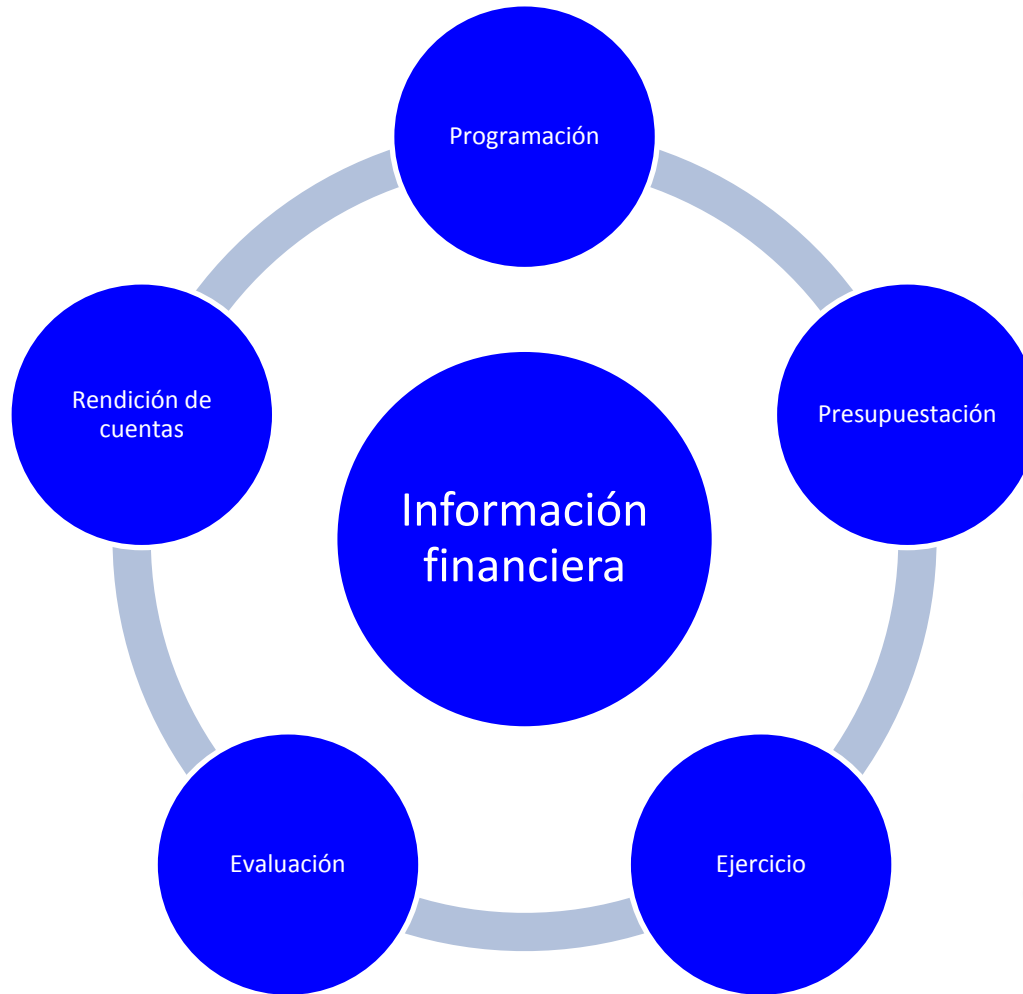 Programación
Rendición de
cuentas
Presupuestación
Información
financiera
Evaluación
Ejercicio